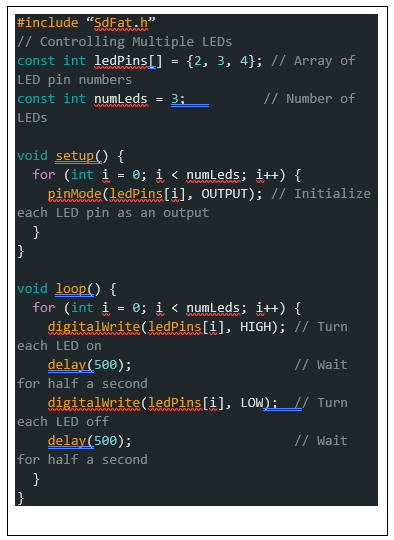 #include “SdFat.h”
// Controlling Multiple LEDs
const int ledPins[] = {2, 3, 4}; // Array of
LED pin numbers
const int numLeds = 3;          // Number of
LEDs

void setup() {
  for (int i = 0; i < numLeds; i++) {
    pinMode(ledPins[i], OUTPUT); // Initialize
each LED pin as an output
  }
}

void loop() {
  for (int i = 0; i < numLeds; i++) {
    digitalWrite(ledPins[i], HIGH); // Turn
each LED on
    delay(500);                     // Wait
for half a second
    digitalWrite(ledPins[i], LOW);  // Turn
each LED off
    delay(500);                     // Wait
for half a second
  }
}